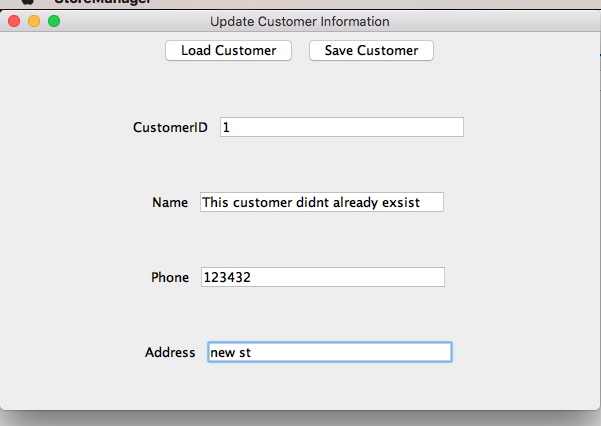 StoreManager
Update Customer Information
Load Customer Save Customer
CustomerID 1
Name This customer didnt already exsist
Phone 123432
Address new st